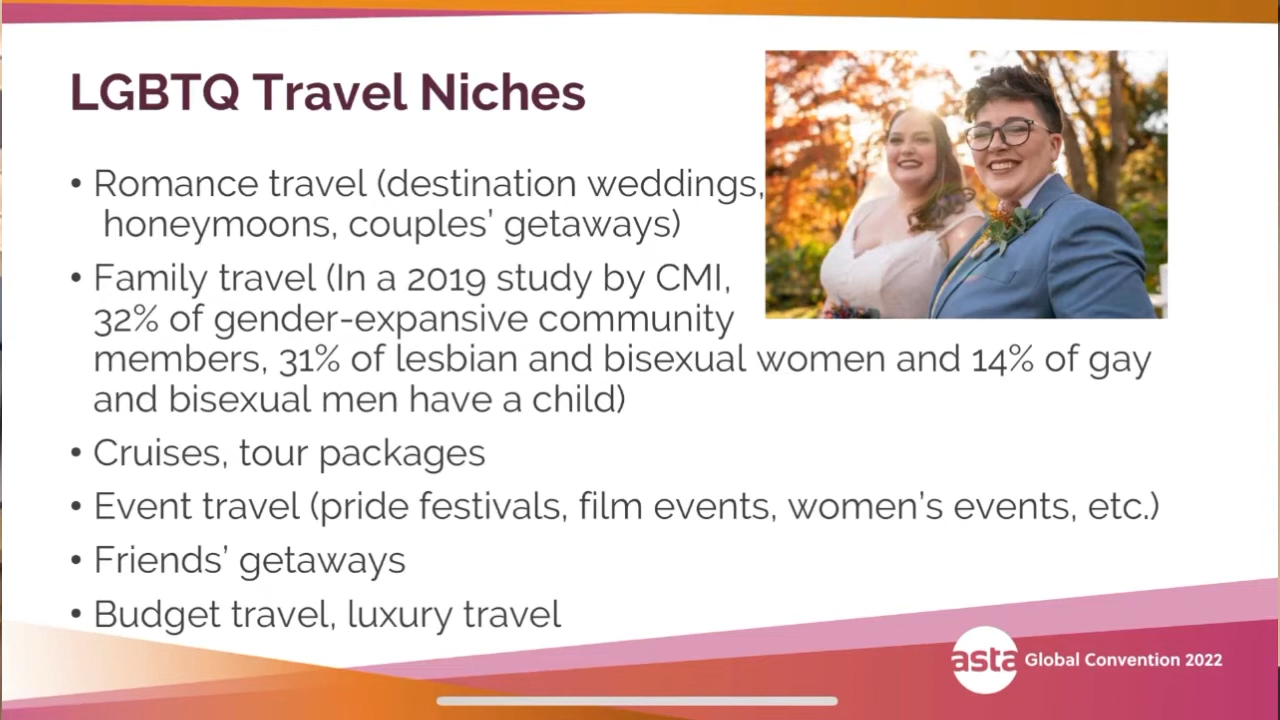 LGBTQ Travel Niches
• Romance travel (destination weddings,
honeymoons, couples’ getaways)
• Family travel (In a 2019 study by CMI,
32% of gender-expansive community
members, 31% of lesbian and bisexual women and 14% of gay
and bisexual men have a child)
• Cruises, tour packages
• Event travel (pride festivals, film events, women’s events, etc.)
• Friends’ getaways
• Budget travel, luxury travel
asta Global Convention 2022